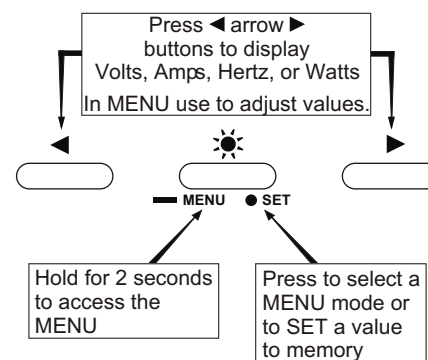 Press ◄ arrow ►
buttons to display
Volts, Amps, Hertz, or Watts
In MENU use to adjust values.
MENU
SET
Hold for 2 seconds
to access the
MENU
Press to select a
MENU mode or
to SET a value
to memory